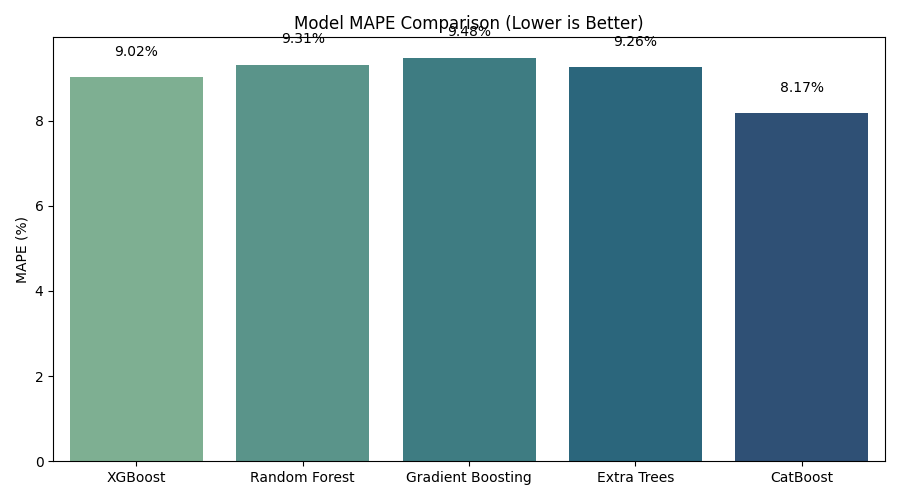 Model MAPE Comparison (Lower is Better)
9.02%
9.31%
9.48%
9.26%
8.17%
MAPE (%)
8
6
4
2
0
XGBoost
Random Forest
Gradient Boosting
Extra Trees
CatBoost